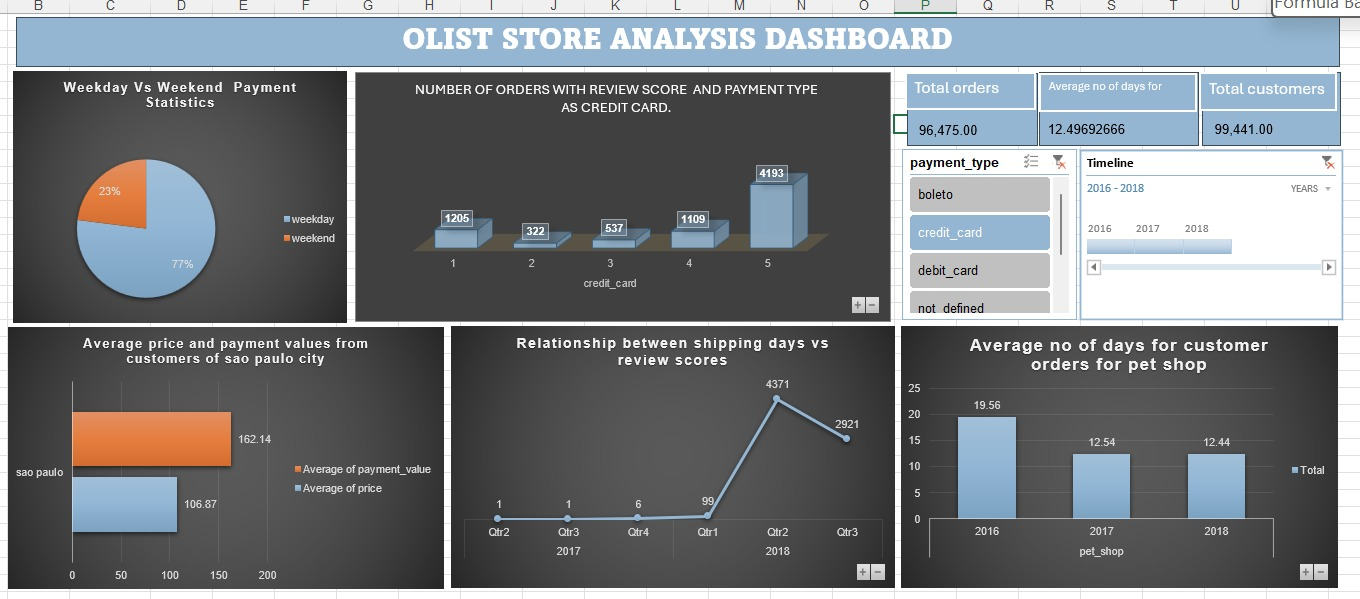 B C D E F G H I J K L M N O P Q R S T U
Formula Ba
OLIST STORE ANALYSIS DASHBOARD
Weekday Vs Weekend Payment
Statistics
23%
77%
weekday
weekend
NUMBER OF ORDERS WITH REVIEW SCORE AND PAYMENT TYPE
AS CREDIT CARD.
1205
322
537
1109
4193
1 2 3 4 5
credit_card
Total orders
96,475.00
Average no of days for
12.49692666
Total customers
99,441.00
payment_type
boleto
credit_card
debit_card
not_defined
Timeline
2016 - 2018
YEARS
2016 2017 2018
Average price and payment values from
customers of sao paulo city
162.14
sao paulo
106.87
0 50 100 150 200
Average of payment_value
Average of price
Relationship between shipping days vs
review scores
1 1 6 99 4371 2921
Qtr2 Qtr3 Qtr4 Qtr1 Qtr2 Qtr3
2017 2018
Average no of days for customer
orders for pet shop
25
20
15
10
5
0
19.56
12.54
12.44
2016 2017 2018
pet_shop
Total